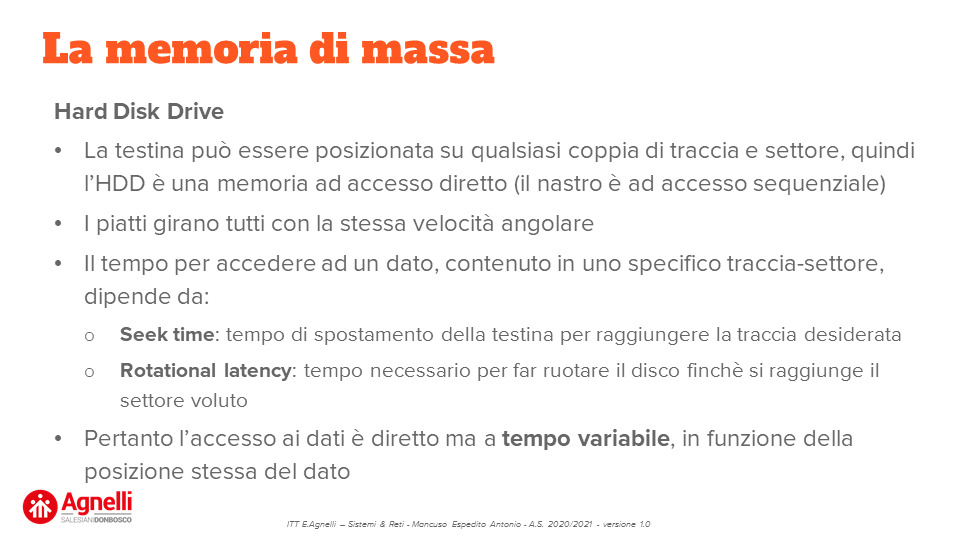 La memoria di massa
Hard Disk Drive
• La testina può essere posizionata su qualsiasi coppia di traccia e settore, quindi
l’HDD è una memoria ad accesso diretto (il nastro è ad accesso sequenziale)
• I piatti girano tutti con la stessa velocità angolare
• Il tempo per accedere ad un dato, contenuto in uno specifico traccia-settore,
dipende da:
o Seek time: tempo di spostamento della testina per raggiungere la traccia desiderata
o Rotational latency: tempo necessario per far ruotare il disco finchè si raggiunge il
settore voluto
• Pertanto l’accesso ai dati è diretto ma a tempo variabile, in funzione della
posizione stessa del dato
Agnelli
SALESIANIDONBOSCO
ITT E.Agnelli – Sistemi & Reti - Mancuso Espedito Antonio - A.S. 2020/2021 - versione 1.0